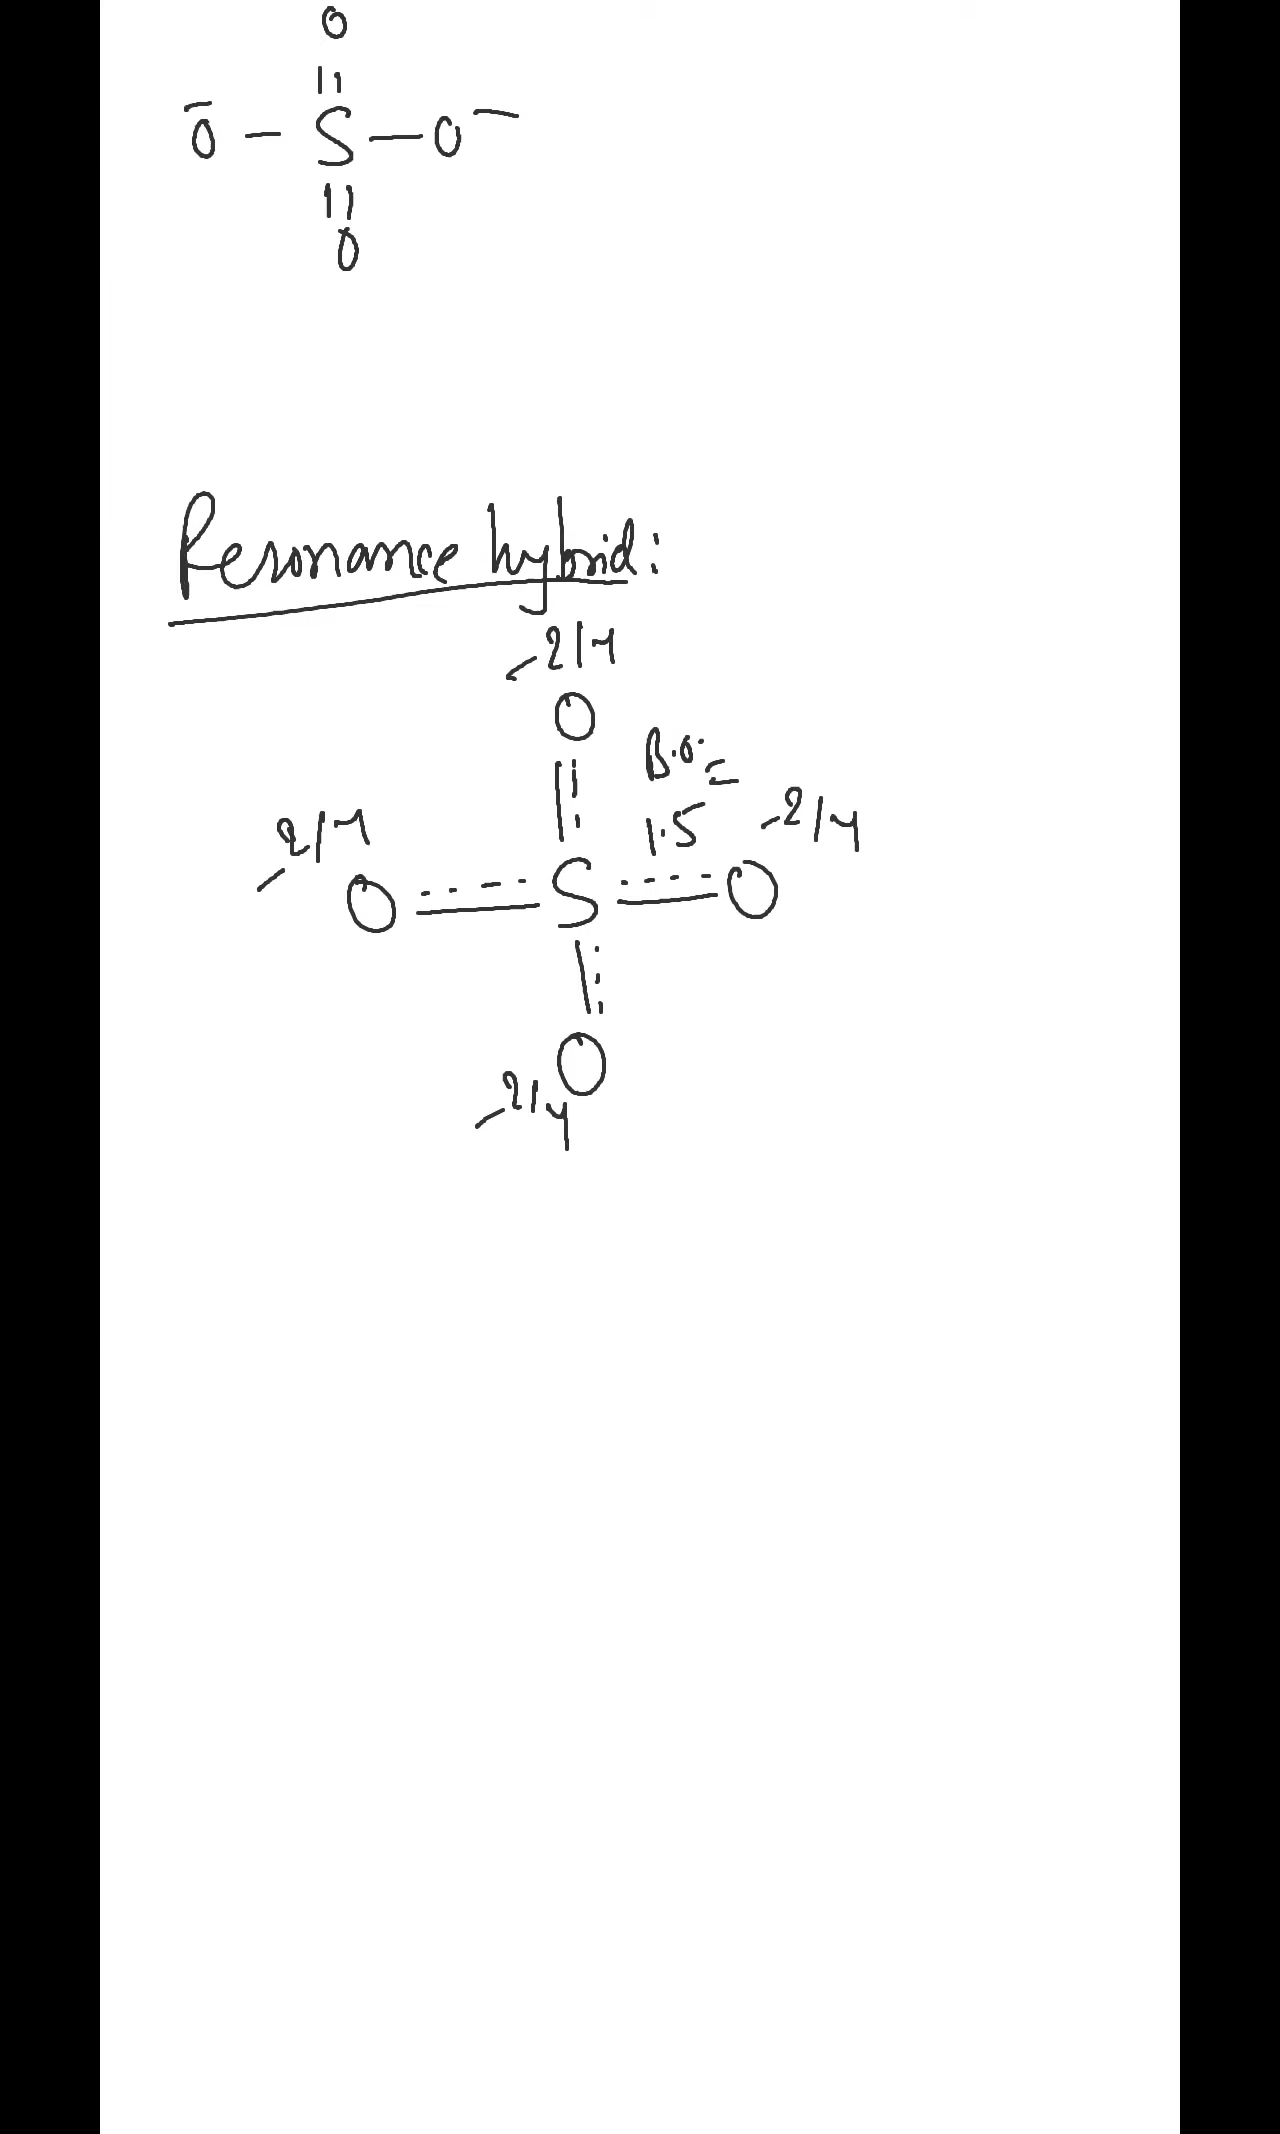 O
||
O⁻ — S — O⁻
||
O
Resonance hybrid:
-2/4
O
B.O. =
-2/4 1.5 -2/4
O S O
O
-2/4